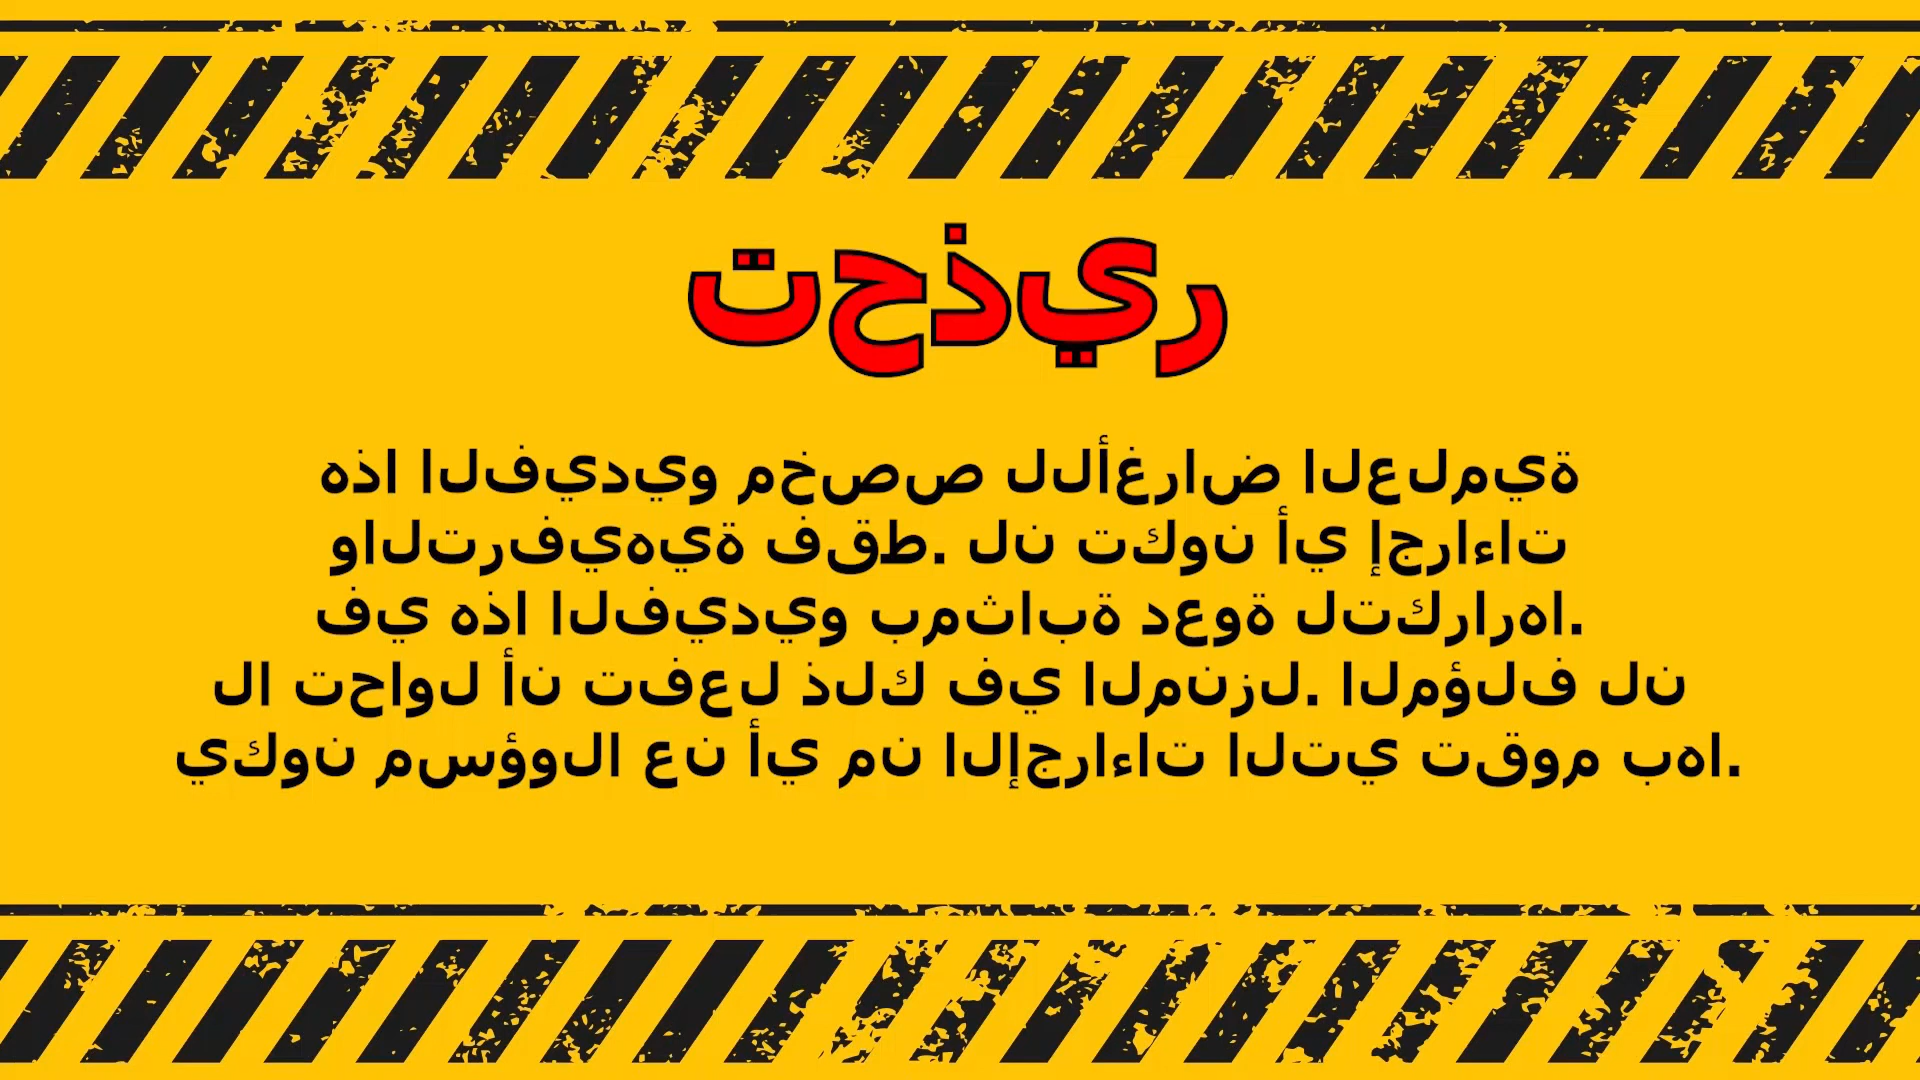 تحذير
هذا الفيديو مخصص للأغراض العلمية
والترفيهية فقط. لن تكون أي إجراءات
في هذا الفيديو بمثابة دعوة لتكرارها.
لا تحاول أن تفعل ذلك في المنزل. المؤلف لن
يكون مسؤولا عن أي من الإجراءات التي تقوم بها.